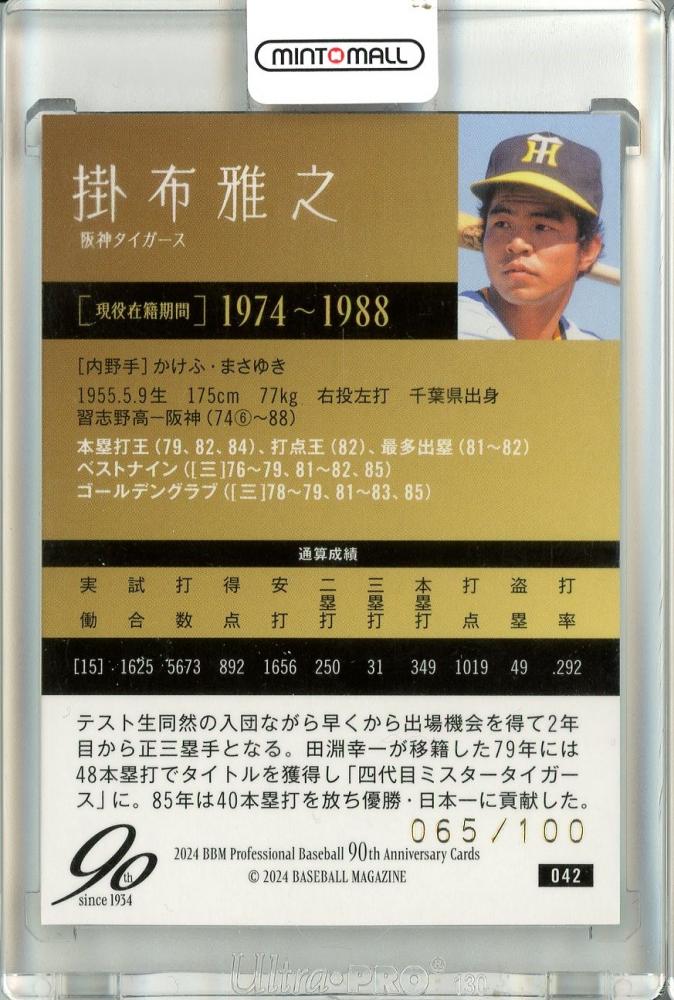 MINTMALL
掛布雅之
阪神タイガース
TH
[現役在籍期間] 1974〜1988
[内野手]かけふ・まさゆき
1955.5.9生 175cm 77kg 右投左打 千葉県出身
習志野高ー阪神(74⑥〜88)
本塁打王(79、82、84)、打点王(82)、最多出塁(81〜82)
ベストナイン([三]76〜79、81〜82、85)
ゴールデングラブ([三]78〜79、81〜83、85)
通算成績
実働 試合 打数 得点 安打 二塁打 三塁打 本塁打 打点 盗塁 打率
[15] 1625 5673 892 1656 250 31 349 1019 49 .292
テスト生同然の入団ながら早くから出場機会を得て2年
目から正三塁手となる。田淵幸一が移籍した79年には
48本塁打でタイトルを獲得し「四代目ミスタータイガー
ス」に。85年は40本塁打を放ち優勝・日本一に貢献した。
065/100
90th
since 1934
2024 BBM Professional Baseball 90th Anniversary Cards
© 2024 BASEBALL MAGAZINE
042
Ultra·PRO® 130